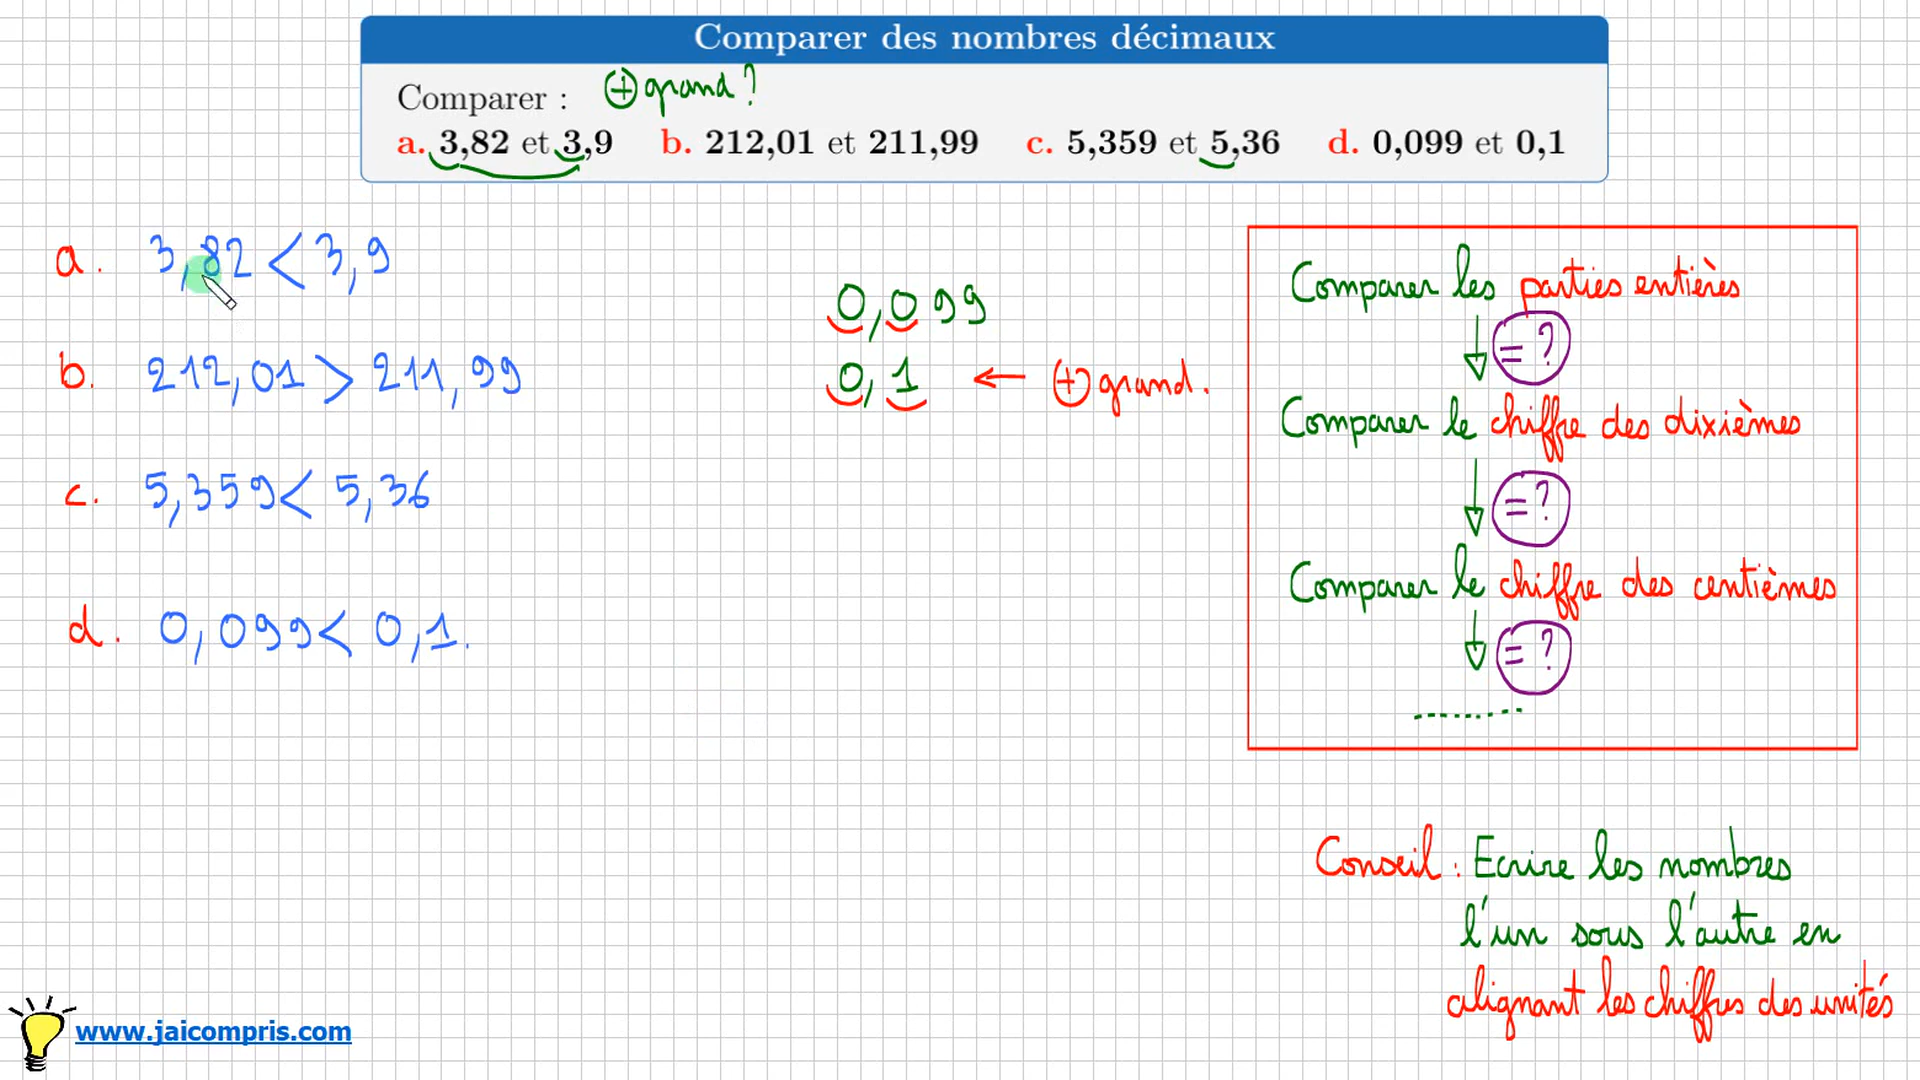 Comparer des nombres décimaux
Comparer : ⊕ grand ?
a. 3,82 et 3,9 b. 212,01 et 211,99 c. 5,359 et 5,36 d. 0,099 et 0,1
a. 3,82 < 3,9
b. 212,01 > 211,99
c. 5,359 < 5,36
d. 0,099 < 0,1.
0,099
0,1 ← ⊕ grand.
Comparer les parties entières
= ?
Comparer le chiffre des dixièmes
= ?
Comparer le chiffre des centièmes
= ?
........
Conseil : Ecrire les nombres
l'un sous l'autre en
alignant les chiffres des unités
www.jaicompris.com